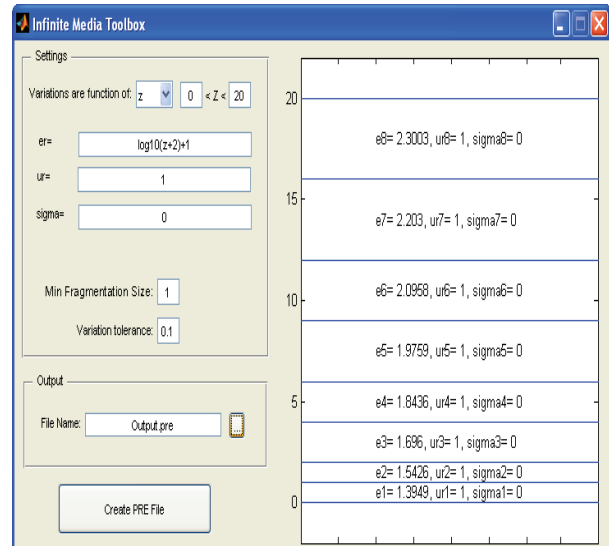 Infinite Media Toolbox
Settings
Variations are function of: z 0 < Z < 20
er= log10(z+2)+1
ur= 1
sigma= 0
Min Fragmentation Size: 1
Variation tolerance: 0.1
Output
File Name: Output.pre ...
Create PRE File
20
e8= 2.3003, ur8= 1, sigma8= 0
15
e7= 2.203, ur7= 1, sigma7= 0
e6= 2.0958, ur6= 1, sigma6= 0
10
e5= 1.9759, ur5= 1, sigma5= 0
5
e4= 1.8436, ur4= 1, sigma4= 0
e3= 1.696, ur3= 1, sigma3= 0
e2= 1.5426, ur2= 1, sigma2= 0
e1= 1.3949, ur1= 1, sigma1= 0
0